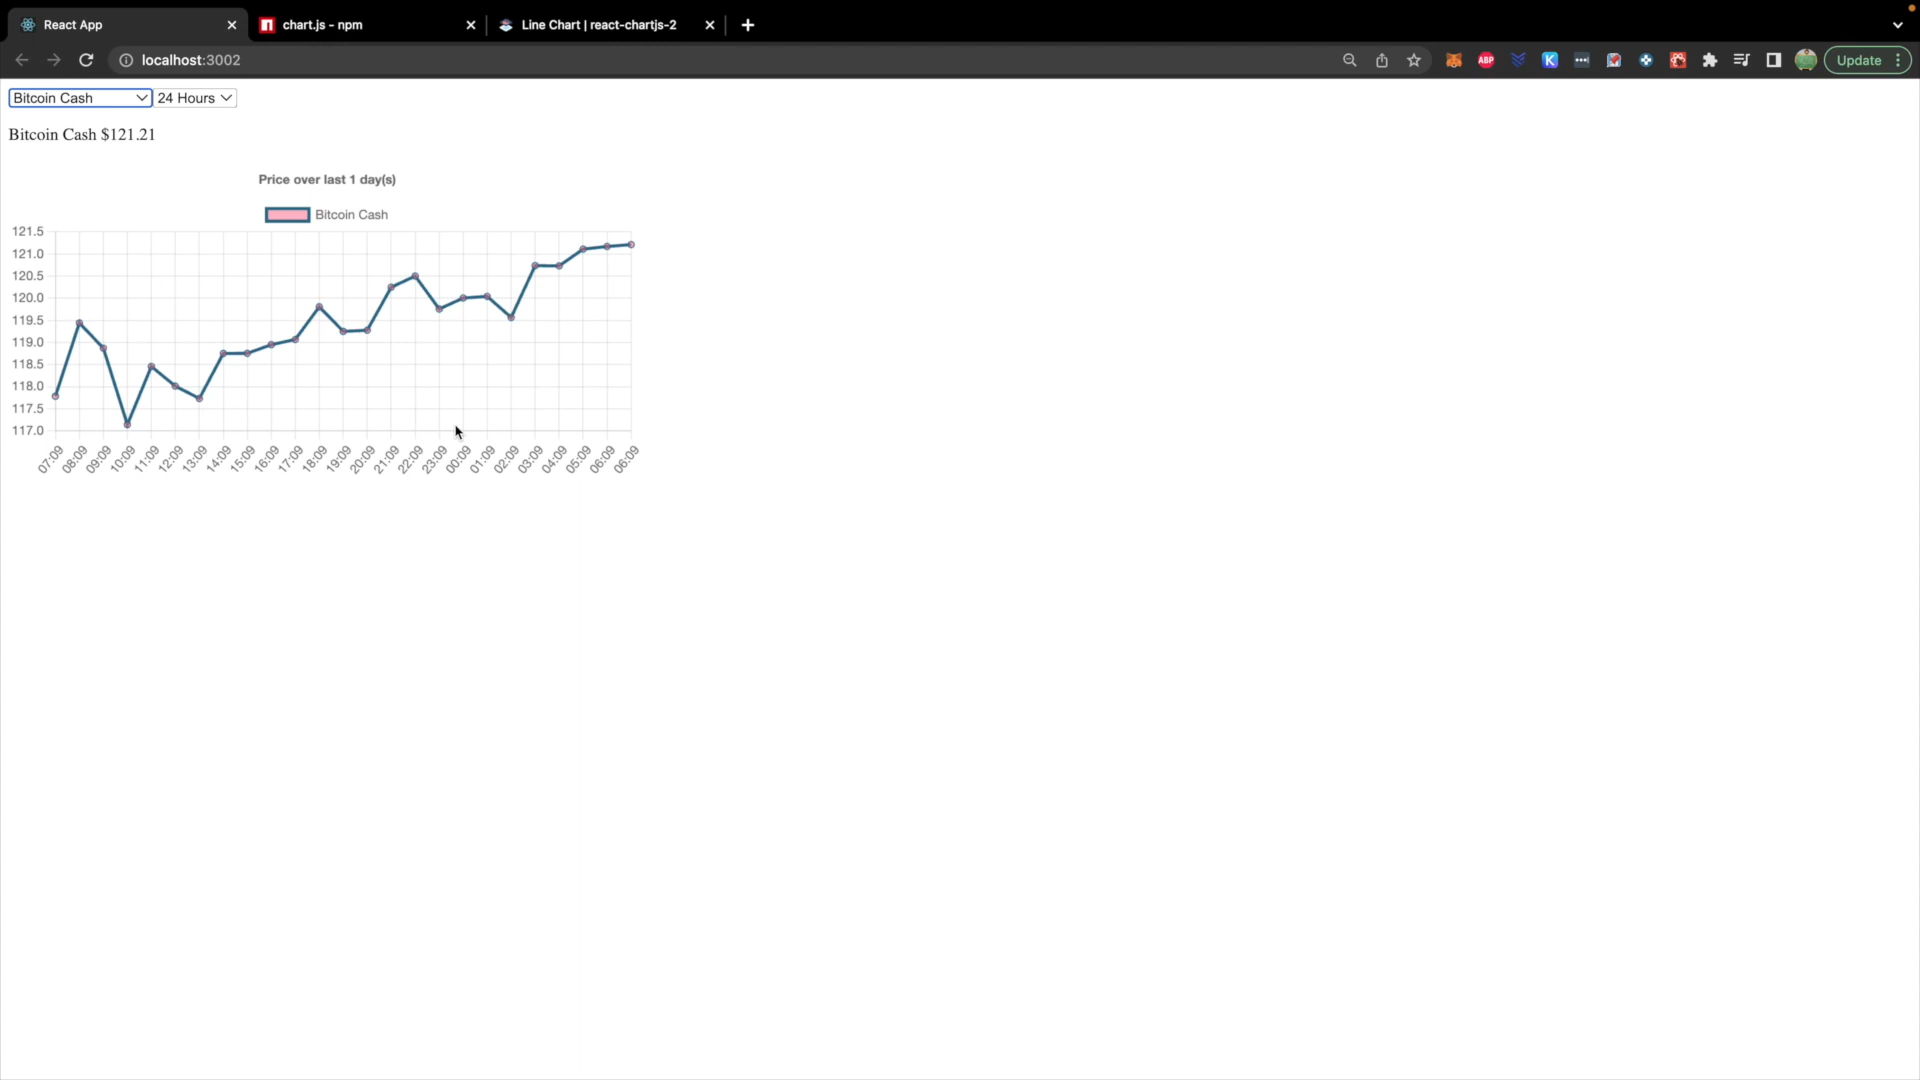 React App
chart.js - npm
Line Chart | react-chartjs-2
localhost:3002
ABP
K
Update
Bitcoin Cash
24 Hours
Bitcoin Cash $121.21
Price over last 1 day(s)
Bitcoin Cash
121.5
121.0
120.5
120.0
119.5
119.0
118.5
118.0
117.5
117.0
07:09 08:09 09:09 10:09 11:09 12:09 13:09 14:09 15:09 16:09 17:09 18:09 19:09 20:09 21:09 22:09 23:09 00:09 01:09 02:09 03:09 04:09 05:09 06:09 06:09